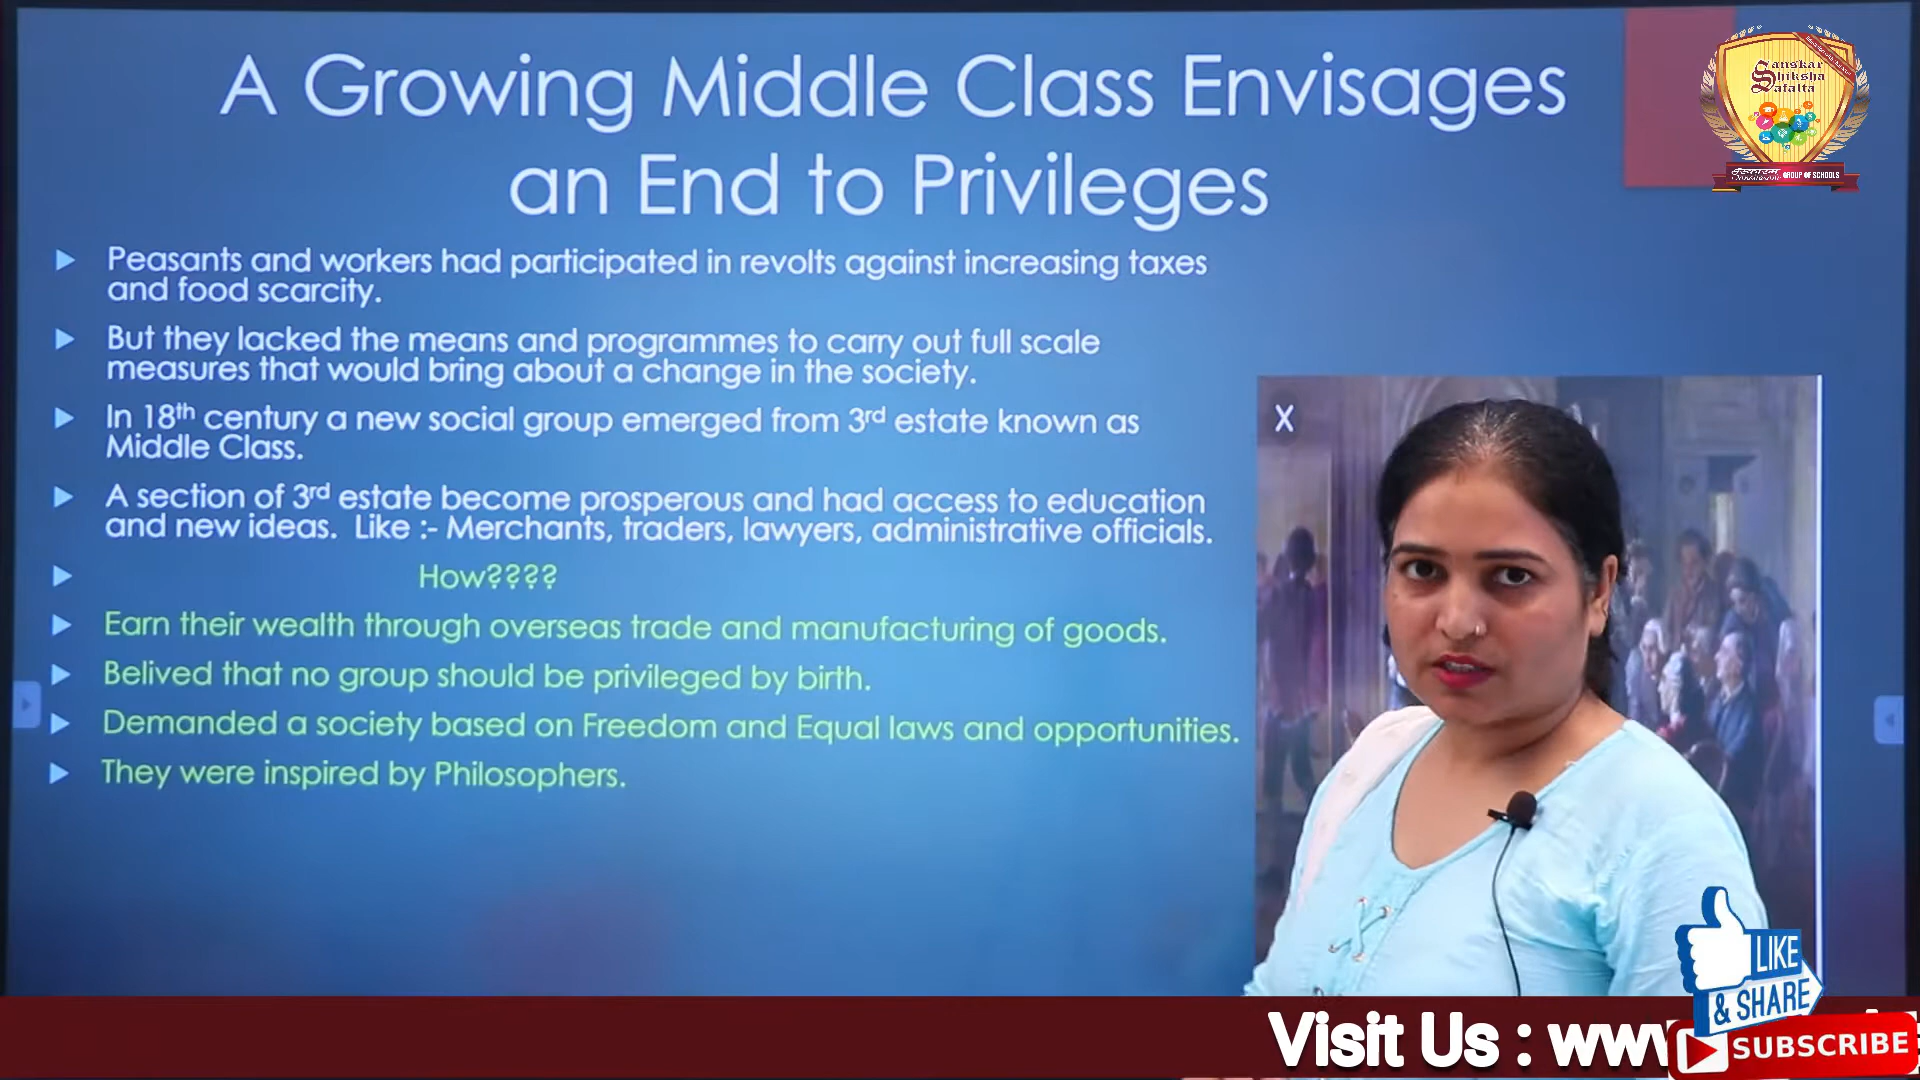 A Growing Middle Class Envisages
an End to Privileges
Peasants and workers had participated in revolts against increasing taxes
and food scarcity.
But they lacked the means and programmes to carry out full scale
measures that would bring about a change in the society.
In 18th century a new social group emerged from 3rd estate known as
Middle Class.
A section of 3rd estate become prosperous and had access to education
and new ideas. Like :- Merchants, traders, lawyers, administrative officials.
How????
Earn their wealth through overseas trade and manufacturing of goods.
Belived that no group should be privileged by birth.
Demanded a society based on Freedom and Equal laws and opportunities.
They were inspired by Philosophers.
X
Sanskar
Shiksha
Safalta
GROUP OF SCHOOLS
LIKE
& SHARE
Visit Us : www
SUBSCRIBE